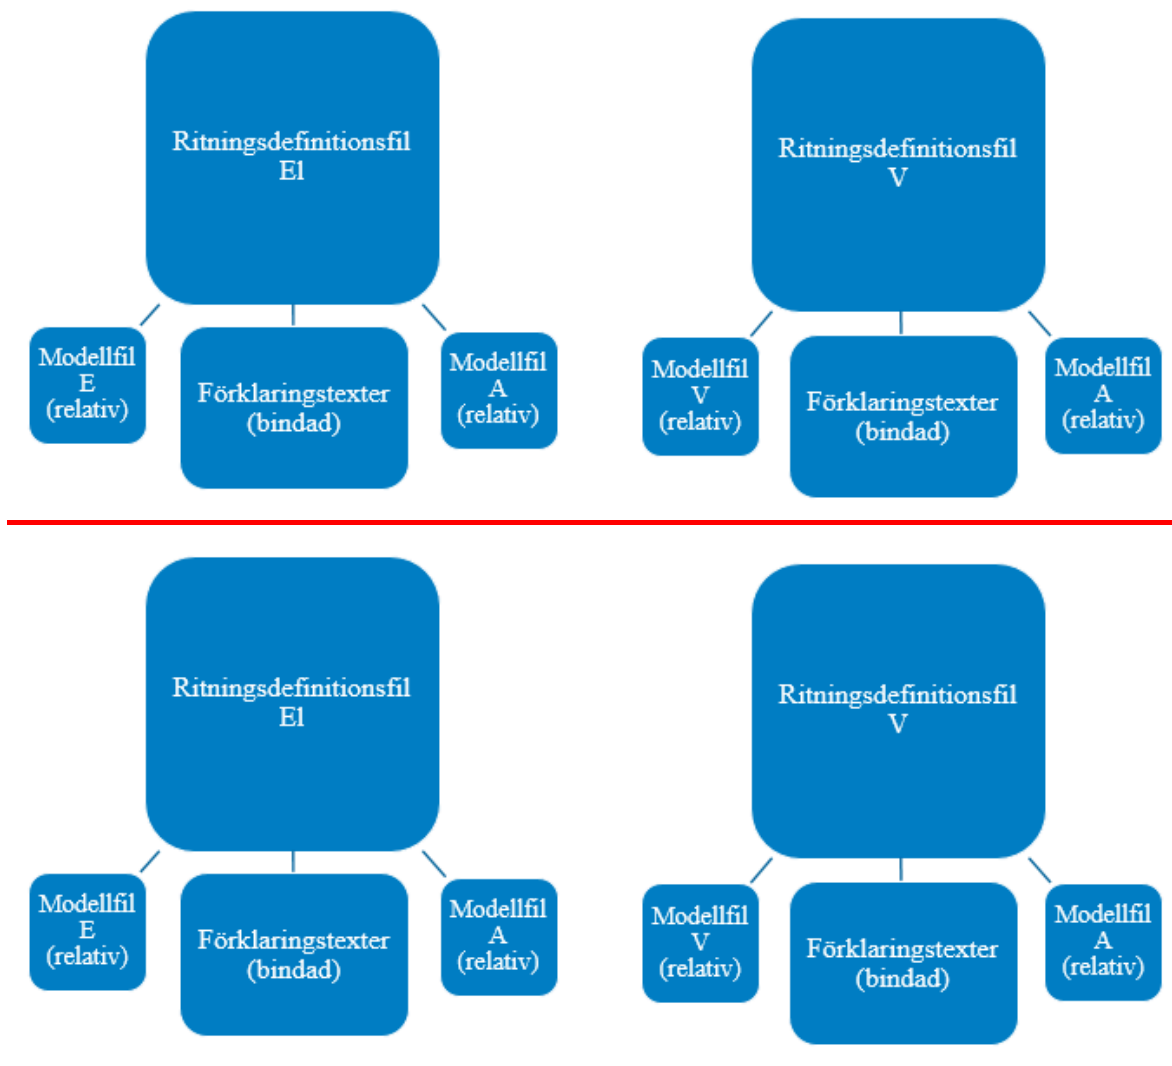 Ritningsdefinitionsfil
El
Modellfil
E
(relativ)
Förklaringstexter
(bindad)
Modellfil
A
(relativ)
Ritningsdefinitionsfil
V
Modellfil
V
(relativ)
Förklaringstexter
(bindad)
Modellfil
A
(relativ)
Ritningsdefinitionsfil
El
Modellfil
E
(relativ)
Förklaringstexter
(bindad)
Modellfil
A
(relativ)
Ritningsdefinitionsfil
V
Modellfil
V
(relativ)
Förklaringstexter
(bindad)
Modellfil
A
(relativ)